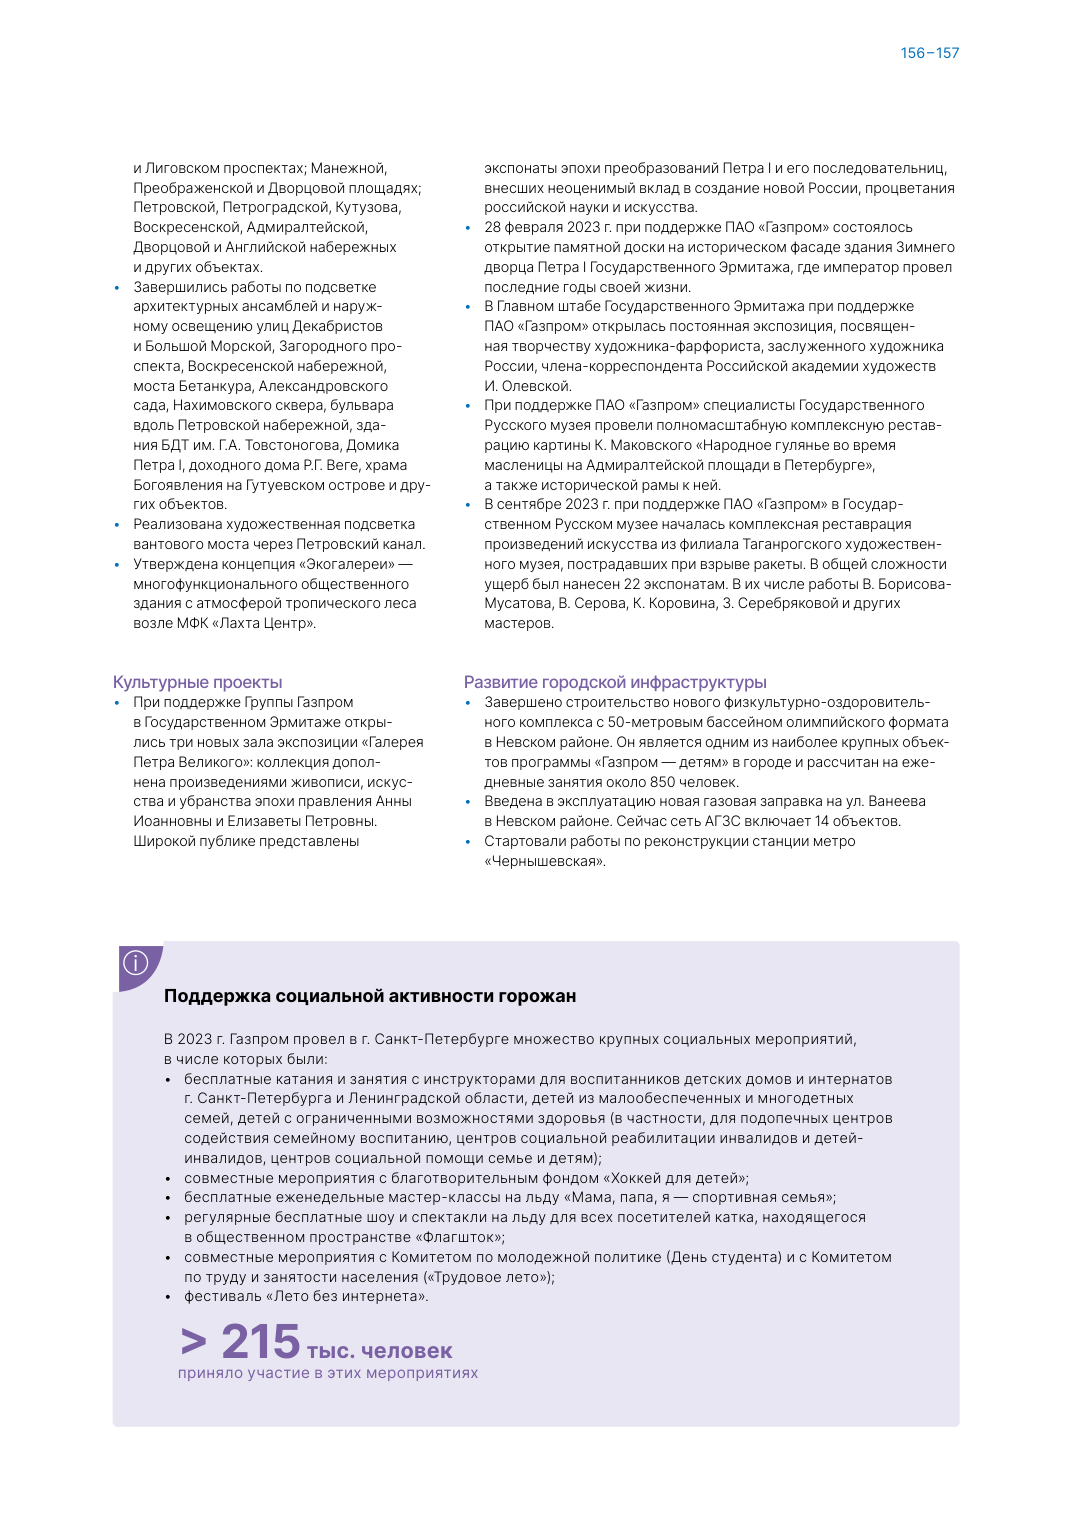 156–157
и Лиговском проспектах; Манежной,
Преображенской и Дворцовой площадях;
Петровской, Петроградской, Кутузова,
Воскресенской, Адмиралтейской,
Дворцовой и Английской набережных
и других объектах.
• Завершились работы по подсветке
архитектурных ансамблей и наруж-
ному освещению улиц Декабристов
и Большой Морской, Загородного про-
спекта, Воскресенской набережной,
моста Бетанкура, Александровского
сада, Нахимовского сквера, бульвара
вдоль Петровской набережной, зда-
ния БДТ им. Г.А. Товстоногова, Домика
Петра I, доходного дома Р.Г. Веге, храма
Богоявления на Гутуевском острове и дру-
гих объектов.
• Реализована художественная подсветка
вантового моста через Петровский канал.
• Утверждена концепция «Экогалереи» —
многофункционального общественного
здания с атмосферой тропического леса
возле МФК «Лахта Центр».
Культурные проекты
• При поддержке Группы Газпром
в Государственном Эрмитаже откры-
лись три новых зала экспозиции «Галерея
Петра Великого»: коллекция допол-
нена произведениями живописи, искус-
ства и убранства эпохи правления Анны
Иоанновны и Елизаветы Петровны.
Широкой публике представлены
экспонаты эпохи преобразований Петра I и его последовательниц,
внесших неоценимый вклад в создание новой России, процветания
российской науки и искусства.
• 28 февраля 2023 г. при поддержке ПАО «Газпром» состоялось
открытие памятной доски на историческом фасаде здания Зимнего
дворца Петра I Государственного Эрмитажа, где император провел
последние годы своей жизни.
• В Главном штабе Государственного Эрмитажа при поддержке
ПАО «Газпром» открылась постоянная экспозиция, посвящен-
ная творчеству художника-фарфориста, заслуженного художника
России, члена-корреспондента Российской академии художеств
И. Олевской.
• При поддержке ПАО «Газпром» специалисты Государственного
Русского музея провели полномасштабную комплексную рестав-
рацию картины К. Маковского «Народное гулянье во время
масленицы на Адмиралтейской площади в Петербурге»,
а также исторической рамы к ней.
• В сентябре 2023 г. при поддержке ПАО «Газпром» в Государ-
ственном Русском музее началась комплексная реставрация
произведений искусства из филиала Таганрогского художествен-
ного музея, пострадавших при взрыве ракеты. В общей сложности
ущерб был нанесен 22 экспонатам. В их числе работы В. Борисова-
Мусатова, В. Серова, К. Коровина, З. Серебряковой и других
мастеров.
Развитие городской инфраструктуры
• Завершено строительство нового физкультурно-оздоровитель-
ного комплекса с 50-метровым бассейном олимпийского формата
в Невском районе. Он является одним из наиболее крупных объек-
тов программы «Газпром — детям» в городе и рассчитан на еже-
дневные занятия около 850 человек.
• Введена в эксплуатацию новая газовая заправка на ул. Ванеева
в Невском районе. Сейчас сеть АГЗС включает 14 объектов.
• Стартовали работы по реконструкции станции метро
«Чернышевская».
Поддержка социальной активности горожан
В 2023 г. Газпром провел в г. Санкт-Петербурге множество крупных социальных мероприятий,
в числе которых были:
• бесплатные катания и занятия с инструкторами для воспитанников детских домов и интернатов
г. Санкт-Петербурга и Ленинградской области, детей из малообеспеченных и многодетных
семей, детей с ограниченными возможностями здоровья (в частности, для подопечных центров
содействия семейному воспитанию, центров социальной реабилитации инвалидов и детей-
инвалидов, центров социальной помощи семье и детям);
• совместные мероприятия с благотворительным фондом «Хоккей для детей»;
• бесплатные еженедельные мастер-классы на льду «Мама, папа, я — спортивная семья»;
• регулярные бесплатные шоу и спектакли на льду для всех посетителей катка, находящегося
в общественном пространстве «Флагшток»;
• совместные мероприятия с Комитетом по молодежной политике (День студента) и с Комитетом
по труду и занятости населения («Трудовое лето»);
• фестиваль «Лето без интернета».
> 215 тыс. человек
приняло участие в этих мероприятиях